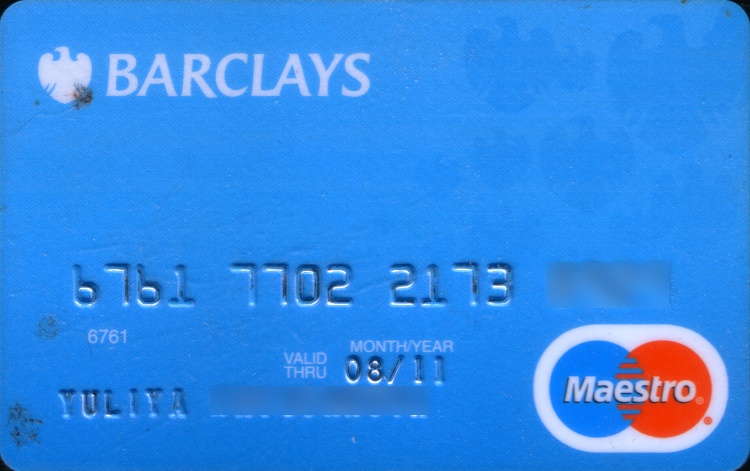 BARCLAYS
6761 7702 2173
6761
MONTH/YEAR
VALID THRU 08/11
YULIYA
Maestro